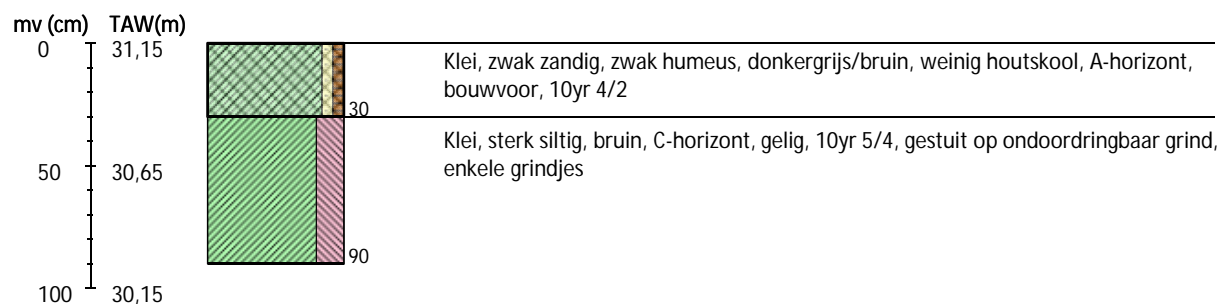 mv (cm) TAW(m)
0 31,15
Klei, zwak zandig, zwak humeus, donkergrijs/bruin, weinig houtskool, A-horizont,
bouwvoor, 10yr 4/2
30
Klei, sterk siltig, bruin, C-horizont, gelig, 10yr 5/4, gestuit op ondoordringbaar grind,
enkele grindjes
50 30,65
90
100 30,15